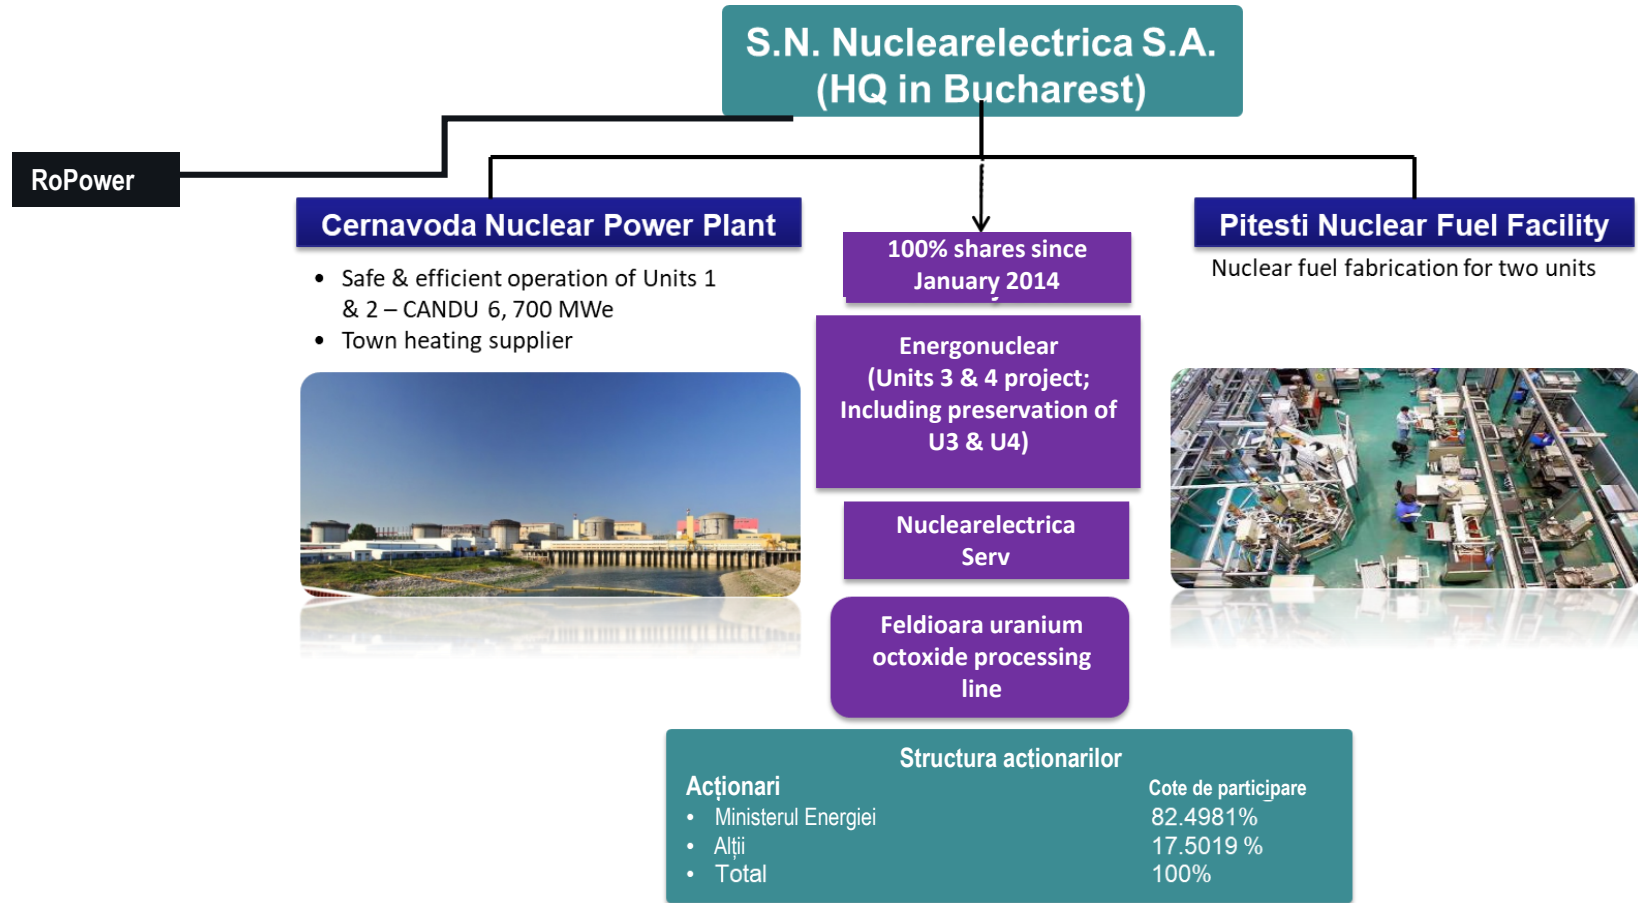 S.N. Nuclearelectrica S.A.
(HQ in Bucharest)
RoPower
Cernavoda Nuclear Power Plant
• Safe & efficient operation of Units 1
& 2 – CANDU 6, 700 MWe
• Town heating supplier
100% shares since
January 2014
Energonuclear
(Units 3 & 4 project;
Including preservation of
U3 & U4)
Nuclearelectrica
Serv
Feldioara uranium
octoxide processing
line
Pitesti Nuclear Fuel Facility
Nuclear fuel fabrication for two units
Structura actionarilor
Acționari Cote de participare
• Ministerul Energiei 82.4981%
• Alții 17.5019 %
• Total 100%